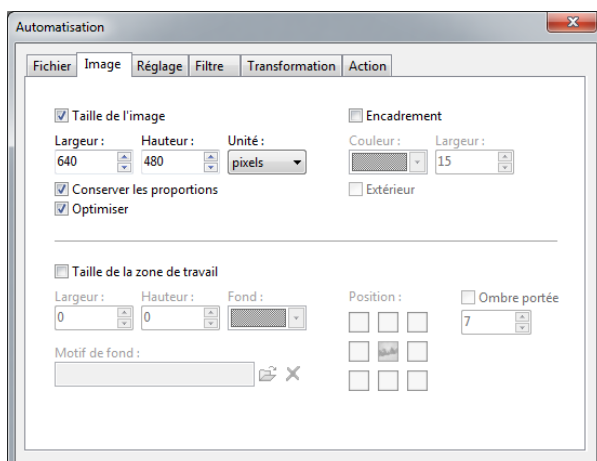 Automatisation
Fichier Image Réglage Filtre Transformation Action
Taille de l'image Encadrement
Largeur : Hauteur : Unité : Couleur : Largeur :
640 480 pixels 15
Conserver les proportions Extérieur
Optimiser
Taille de la zone de travail
Largeur : Hauteur : Fond : Position : Ombre portée
0 0 7
Motif de fond :